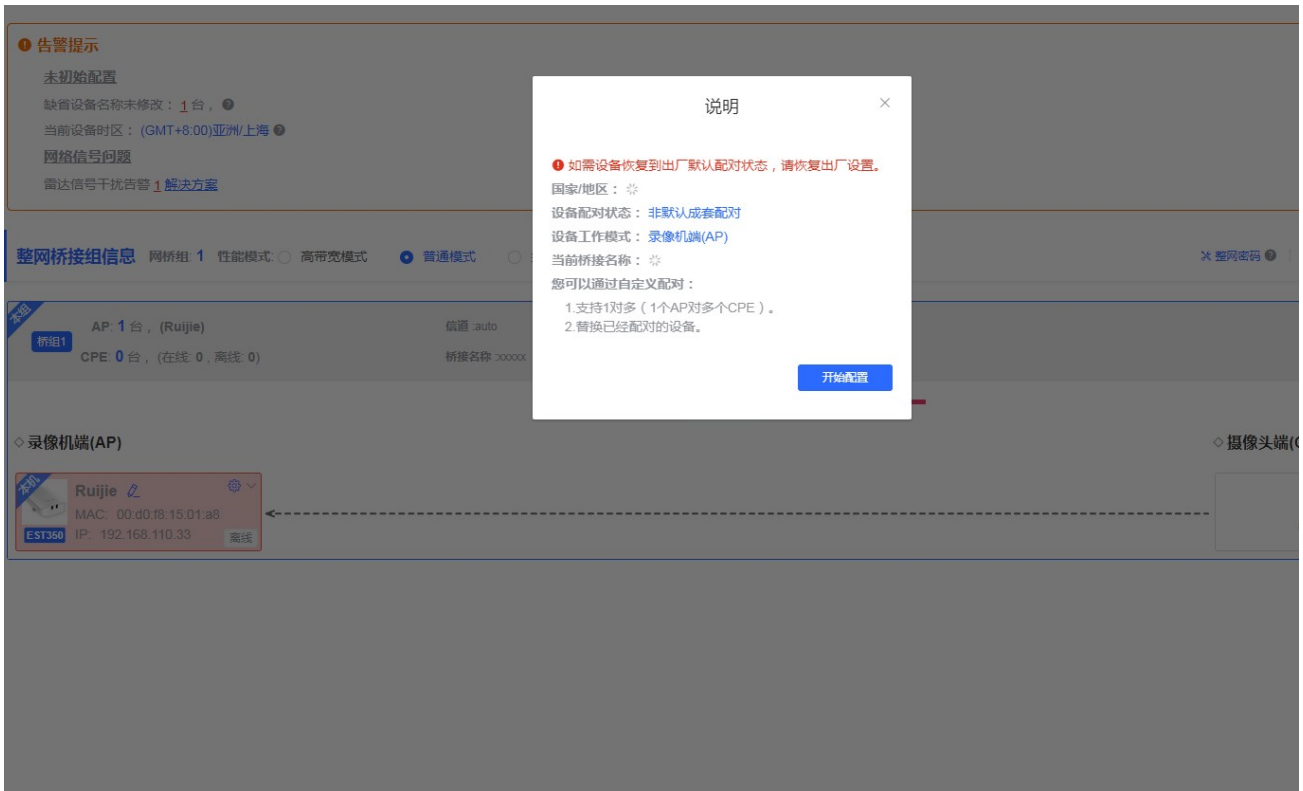 告警提示
未初始配置
缺省设备名称未修改： 1 台，
当前设备时区： (GMT+8:00)亚洲/上海
网络信号问题
雷达信号干扰告警 1 解决方案
说明
如需设备恢复到出厂默认配对状态，请恢复出厂设置。
国家/地区：
设备配对状态： 非默认成套配对
设备工作模式： 录像机端(AP)
当前桥接名称：
您可以通过自定义配对：
1.支持1对多（1个AP对多个CPE）。
2.替换已经配对的设备。
开始配置
整网桥接组信息 网桥组: 1 性能模式: 高带宽模式 普通模式
整网密码
本组
桥组1
AP: 1 台， (Ruijie)
信道 :auto
CPE: 0 台， (在线: 0 , 离线: 0)
桥接名称 :xxxxx
录像机端(AP)
摄像头端(
本机
Ruijie
MAC: 00:d0:f8:15:01:a8
EST350
IP: 192.168.110.33
离线